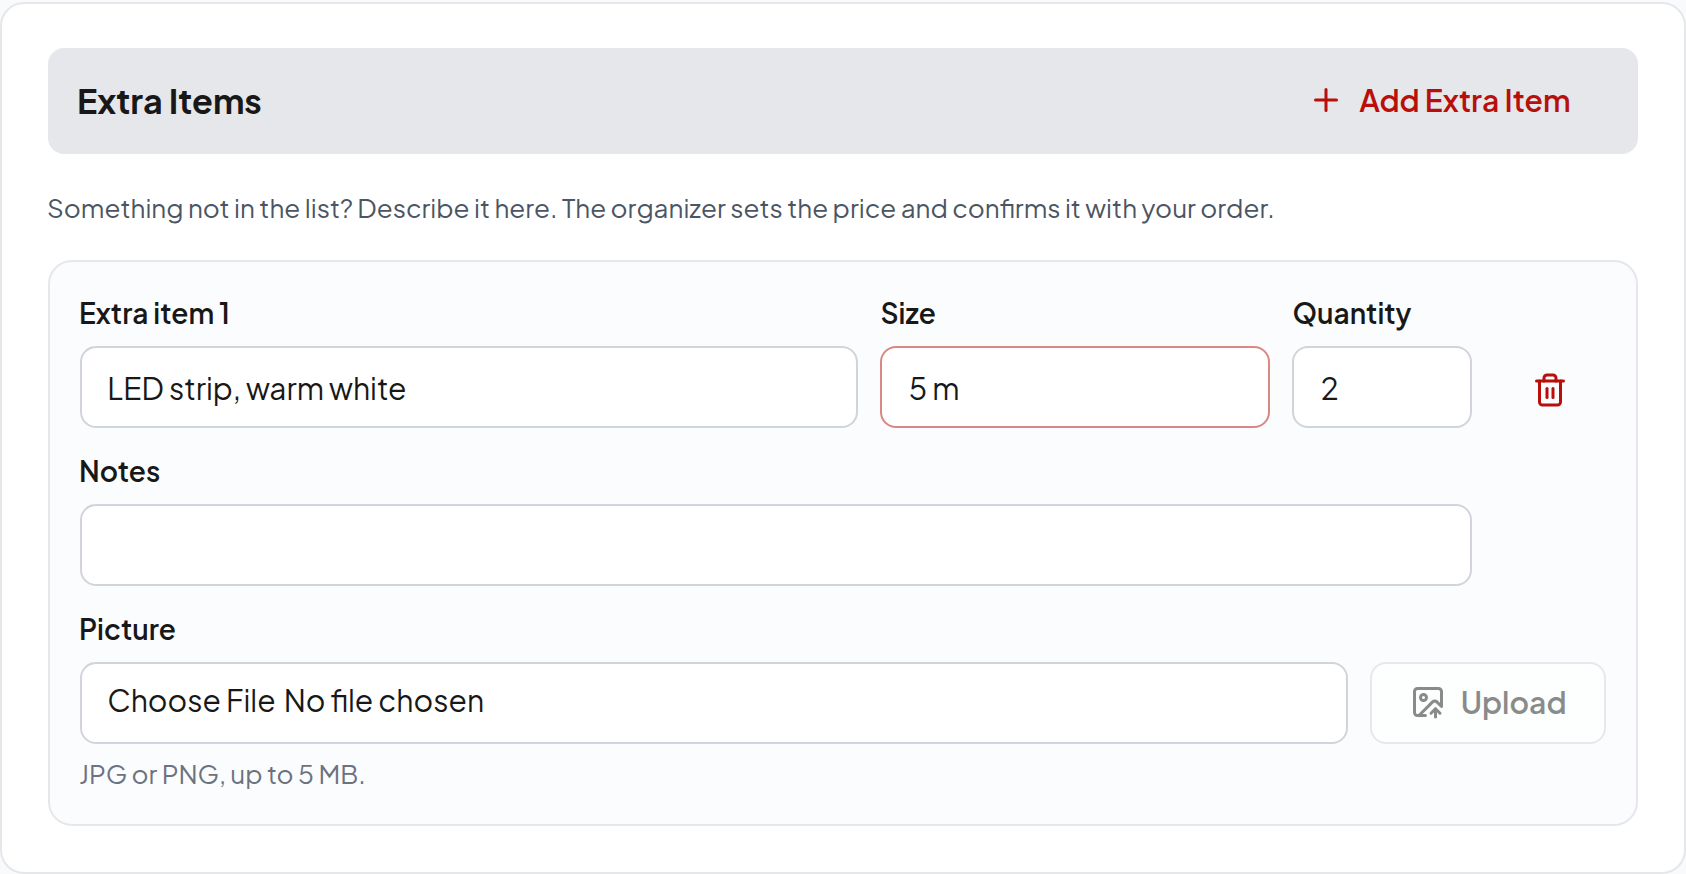 Extra Items
Add Extra Item
Something not in the list? Describe it here. The organizer sets the price and confirms it with your order.
Extra item 1
Size
Quantity
LED strip, warm white
5 m
2
Notes
Picture
Choose File No file chosen
Upload
JPG or PNG, up to 5 MB.